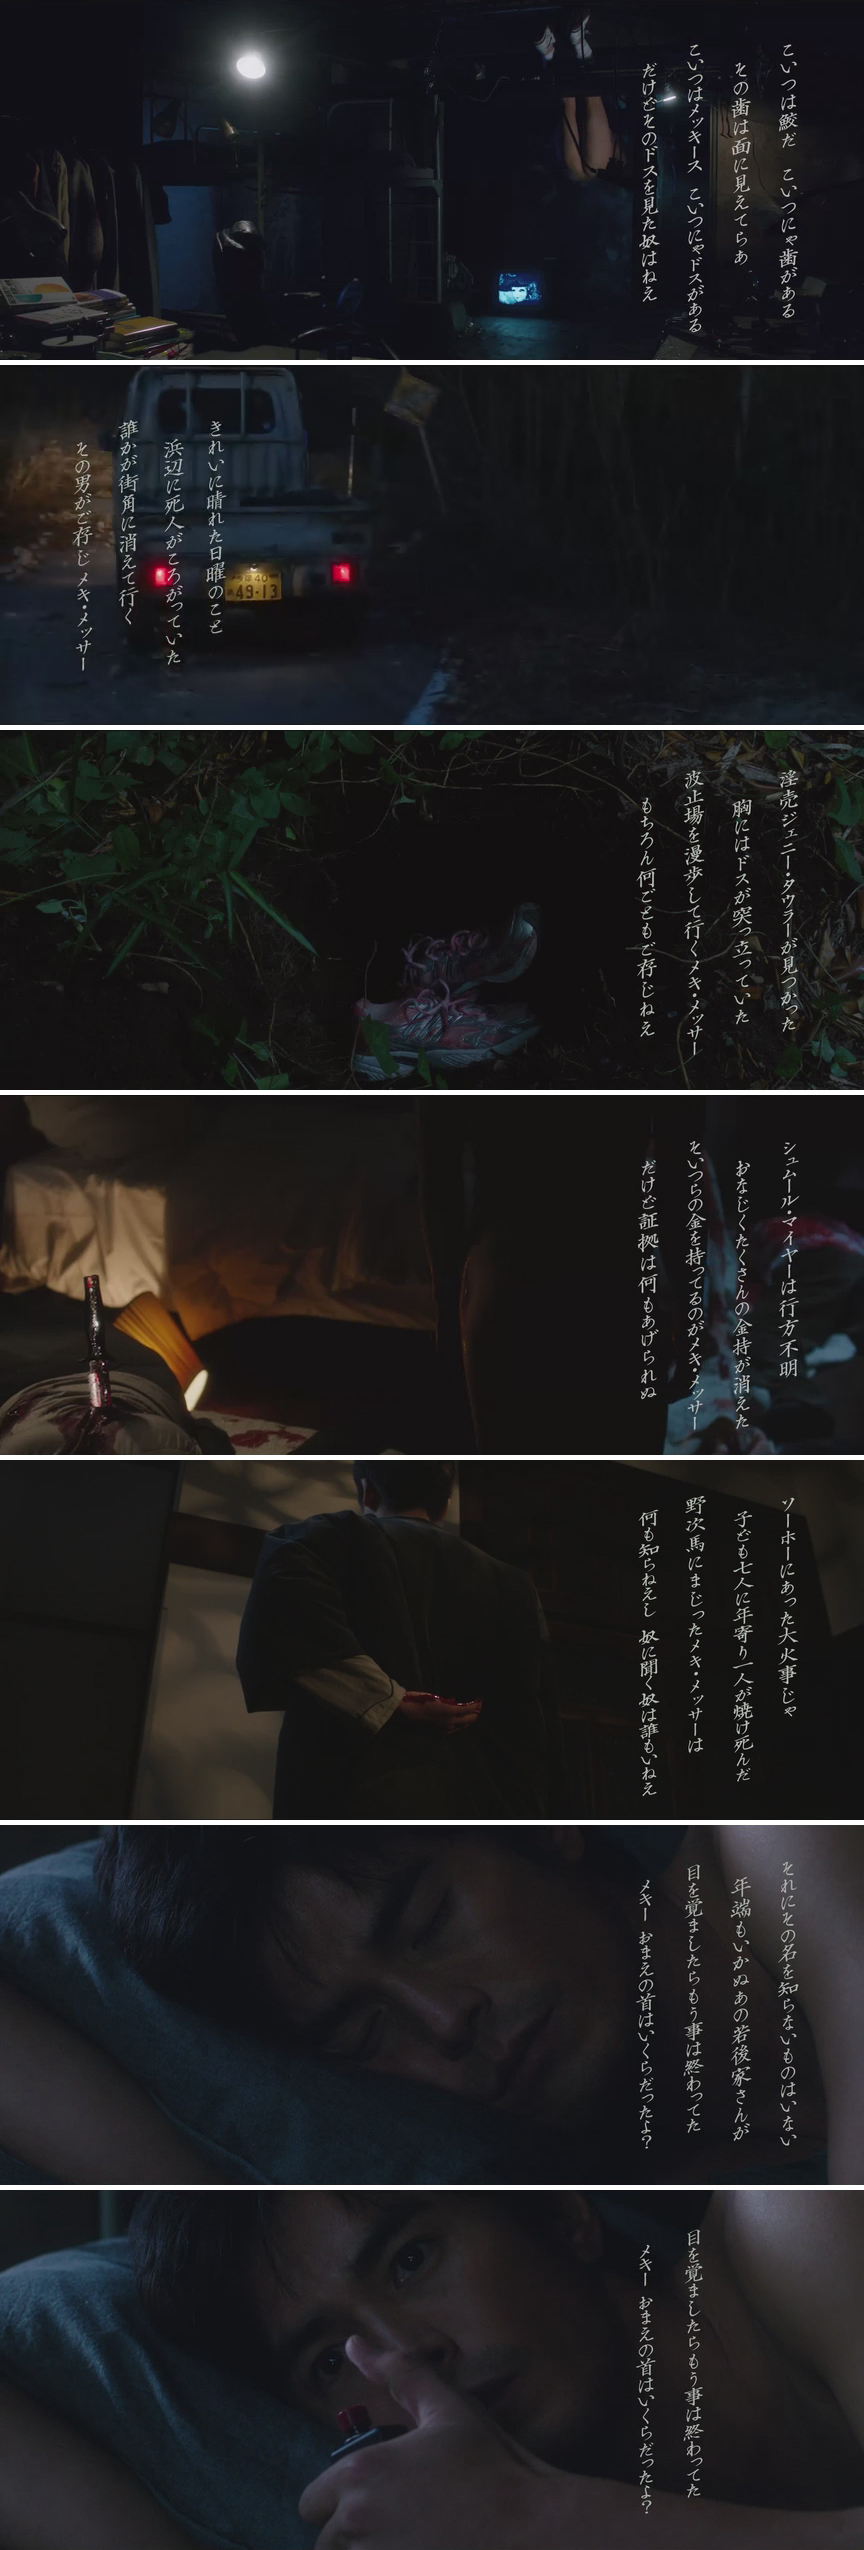 こいつは鮫だ　こいつにゃ歯がある
その歯は面に見えてらあ
こいつはメッキース　こいつにゃドスがある
だけどそのドスを見た奴はねえ
きれいに晴れた日曜のこと
浜辺に死人がころがっていた
誰かが街角に消えて行く
その男がご存じ メキ・メッサー
40
49-13
淫売ジェニー・タウラーが見つかった
胸にはドスが突っ立っていた
波止場を漫歩して行くメキ・メッサー
もちろん何ごともご存じねえ
シュムール・マイヤーは行方不明
おなじくたくさんの金持が消えた
そいつらの金を持ってるのがメキ・メッサー
だけど証拠は何もあげられぬ
ソーホーにあった大火事じゃ
子ども七人に年寄り一人が焼け死んだ
野次馬にまじったメキ・メッサーは
何も知らねえし　奴に聞く奴は誰もいねえ
それにその名を知らないものはいない
年端もいかぬあの若後家さんが
目を覚ましたらもう事は終わってた
メキー　おまえの首はいくらだったよ?
目を覚ましたらもう事は終わってた
メキー　おまえの首はいくらだったよ?